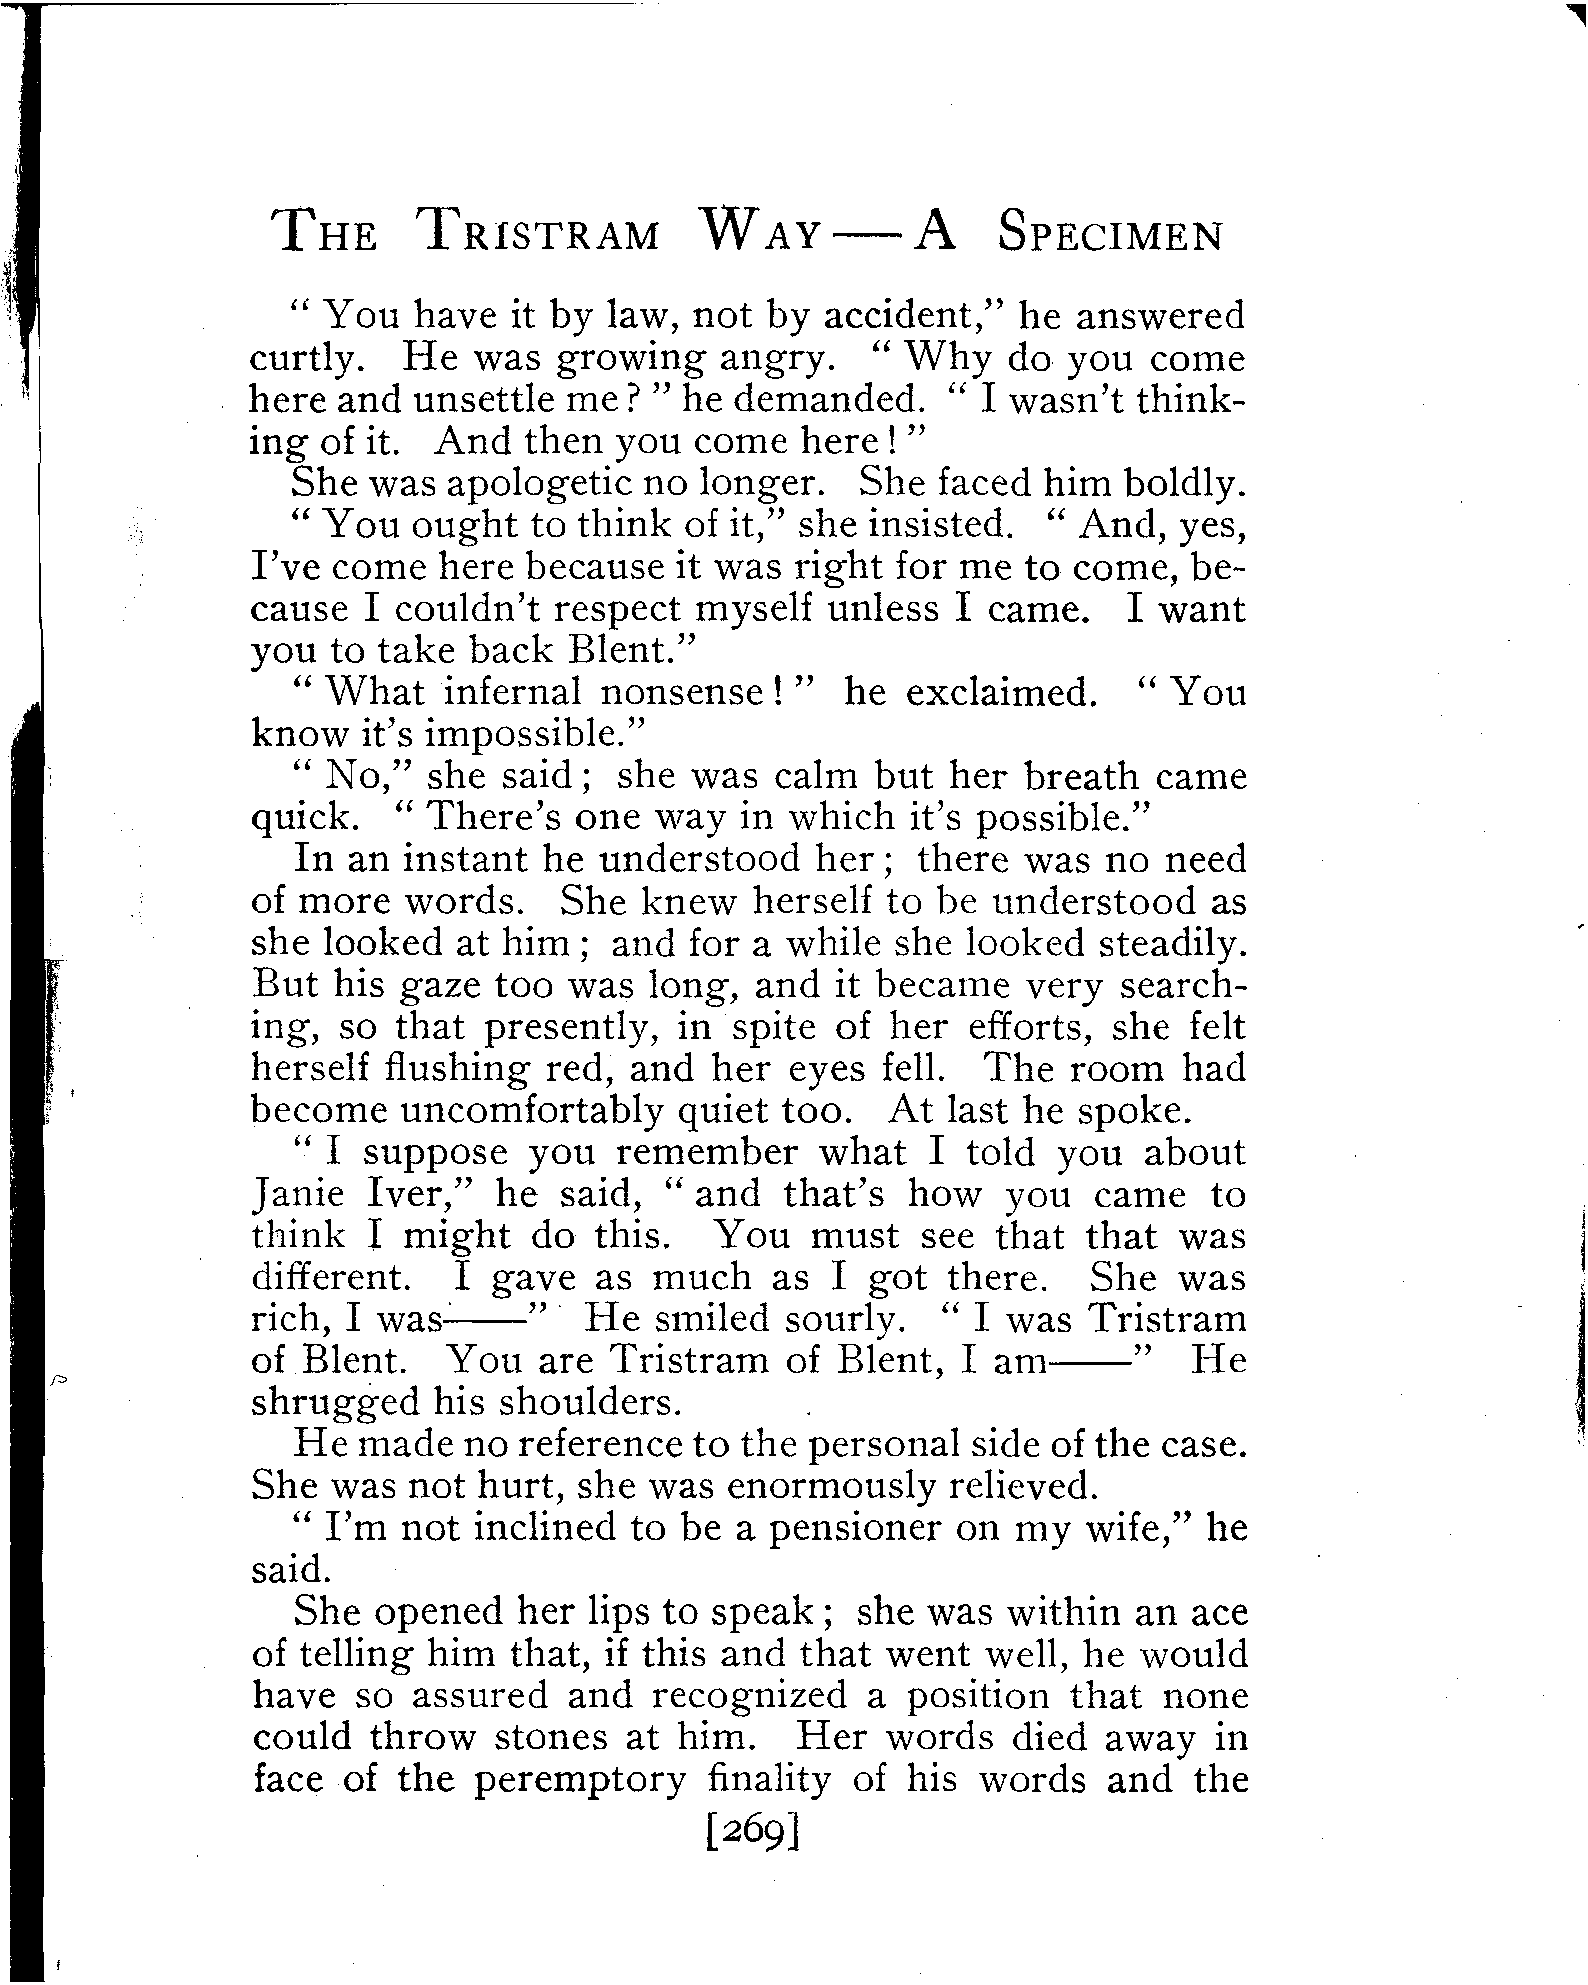 The Tristram Way—A Specimen
“ You have it by law, not by accident,” he answered
curtly. He was growing angry. “ Why do you come
here and unsettle me? ” he demanded. “ I wasn't think-
ing of it. And then you come here! ”
She was apologetic no longer. She faced him boldly.
“ You ought to think of it,” she insisted. “ And, yes,
I've come here because it was right for me to come, be-
cause I couldn't respect myself unless I came. I want
you to take back Blent.”
“ What infernal nonsense! ” he exclaimed. “ You
know it's impossible.”
“ No,” she said; she was calm but her breath came
quick. “ There's one way in which it's possible.”
In an instant he understood her; there was no need
of more words. She knew herself to be understood as
she looked at him; and for a while she looked steadily.
But his gaze too was long, and it became very search-
ing, so that presently, in spite of her efforts, she felt
herself flushing red, and her eyes fell. The room had
become uncomfortably quiet too. At last he spoke.
“ I suppose you remember what I told you about
Janie Iver,” he said, “ and that's how you came to
think I might do this. You must see that that was
different. I gave as much as I got there. She was
rich, I was——” He smiled sourly. “ I was Tristram
of Blent. You are Tristram of Blent, I am——” He
shrugged his shoulders.
He made no reference to the personal side of the case.
She was not hurt, she was enormously relieved.
“ I'm not inclined to be a pensioner on my wife,” he
said.
She opened her lips to speak; she was within an ace
of telling him that, if this and that went well, he would
have so assured and recognized a position that none
could throw stones at him. Her words died away in
face of the peremptory finality of his words and the
[269]